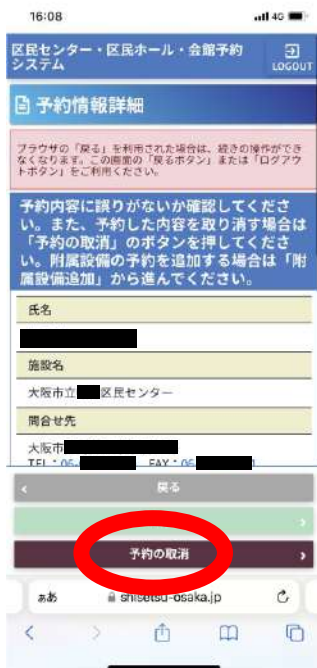 16:08
4G
区民センター・区民ホール・会館予約
システム
LOGOUT
予約情報詳細
ブラウザの「戻る」を利用された場合は、続きの操作ができ
なくなります。この画面の「戻るボタン」または「ログアウ
トボタン」をご利用ください。
予約内容に誤りがないか確認してくださ
い。また、予約した内容を取り消す場合は
「予約の取消」のボタンを押してくださ
い。附属設備の予約を追加する場合は「附
属設備追加」から進んでください。
氏名
施設名
大阪市立 区民センター
問合せ先
大阪市
TEL：06- FAX：06 1
戻る
予約の取消
ぁあ shisetsu-osaka.jp